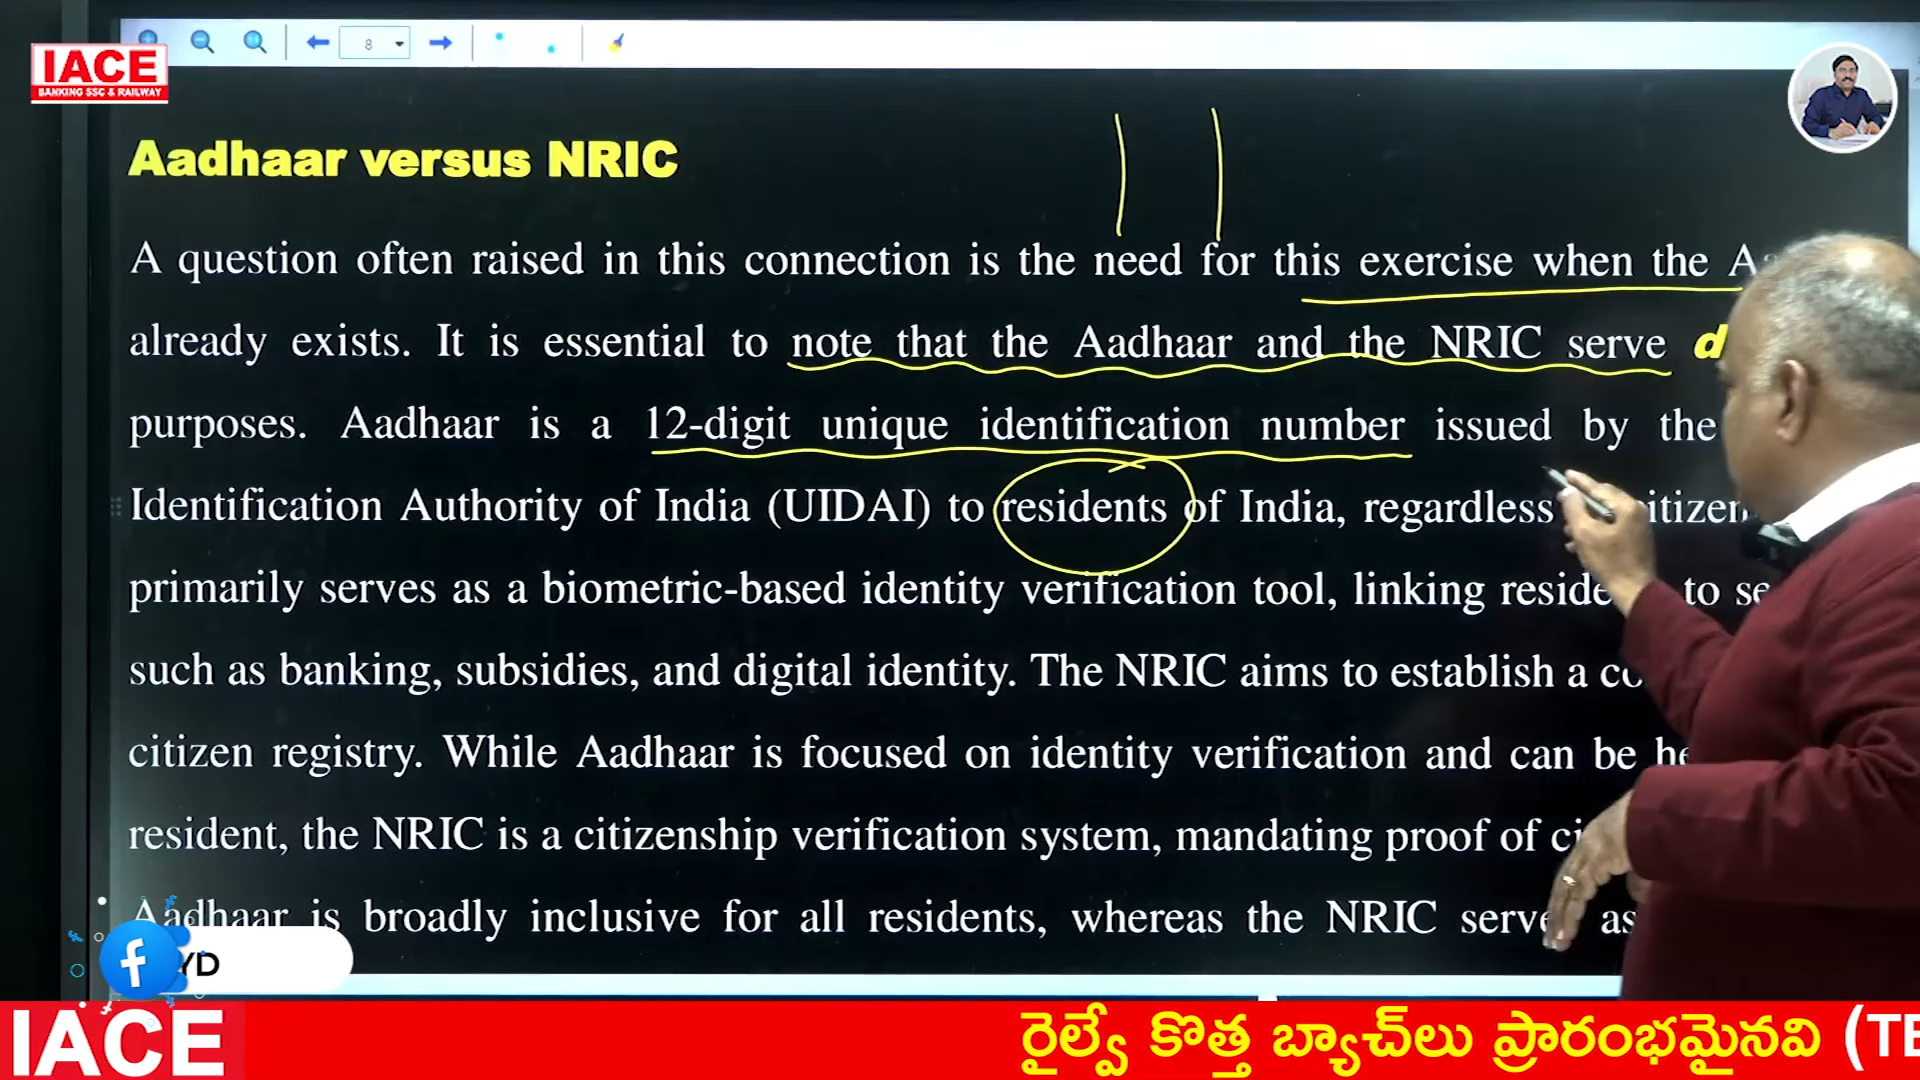 8
IACE
BANKING SSC & RAILWAY
Aadhaar versus NRIC
A question often raised in this connection is the need for this exercise when the
already exists. It is essential to note that the Aadhaar and the NRIC serve
purposes. Aadhaar is a 12-digit unique identification number issued by the
Identification Authority of India (UIDAI) to residents of India, regardless
primarily serves as a biometric-based identity verification tool, linking to
such as banking, subsidies, and digital identity. The NRIC aims to establish a
citizen registry. While Aadhaar is focused on identity verification and can be
resident, the NRIC is a citizenship verification system, mandating proof of
Aadhaar is broadly inclusive for all residents, whereas the NRIC as
IACE
రైల్వే కొత్త బ్యాచ్‌లు ప్రారంభమైనవి